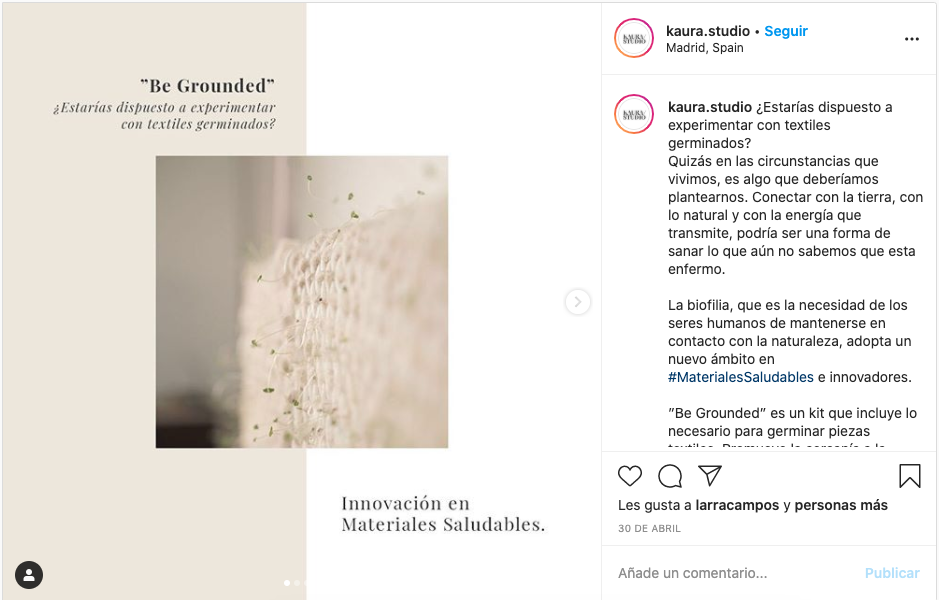 ”Be Grounded”
¿Estarías dispuesto a experimentar
con textiles germinados?
Innovación en
Materiales Saludables.
KAURA
STUDIO
kaura.studio • Seguir
Madrid, Spain
KAURA
STUDIO
kaura.studio ¿Estarías dispuesto a
experimentar con textiles
germinados?
Quizás en las circunstancias que
vivimos, es algo que deberíamos
plantearnos. Conectar con la tierra, con
lo natural y con la energía que
transmite, podría ser una forma de
sanar lo que aún no sabemos que esta
enfermo.
La biofilia, que es la necesidad de los
seres humanos de mantenerse en
contacto con la naturaleza, adopta un
nuevo ámbito en
#MaterialesSaludables e innovadores.
”Be Grounded” es un kit que incluye lo
necesario para germinar piezas
textiles. Promueve la cercanía a la
Les gusta a larracampos y personas más
30 DE ABRIL
Añade un comentario...
Publicar